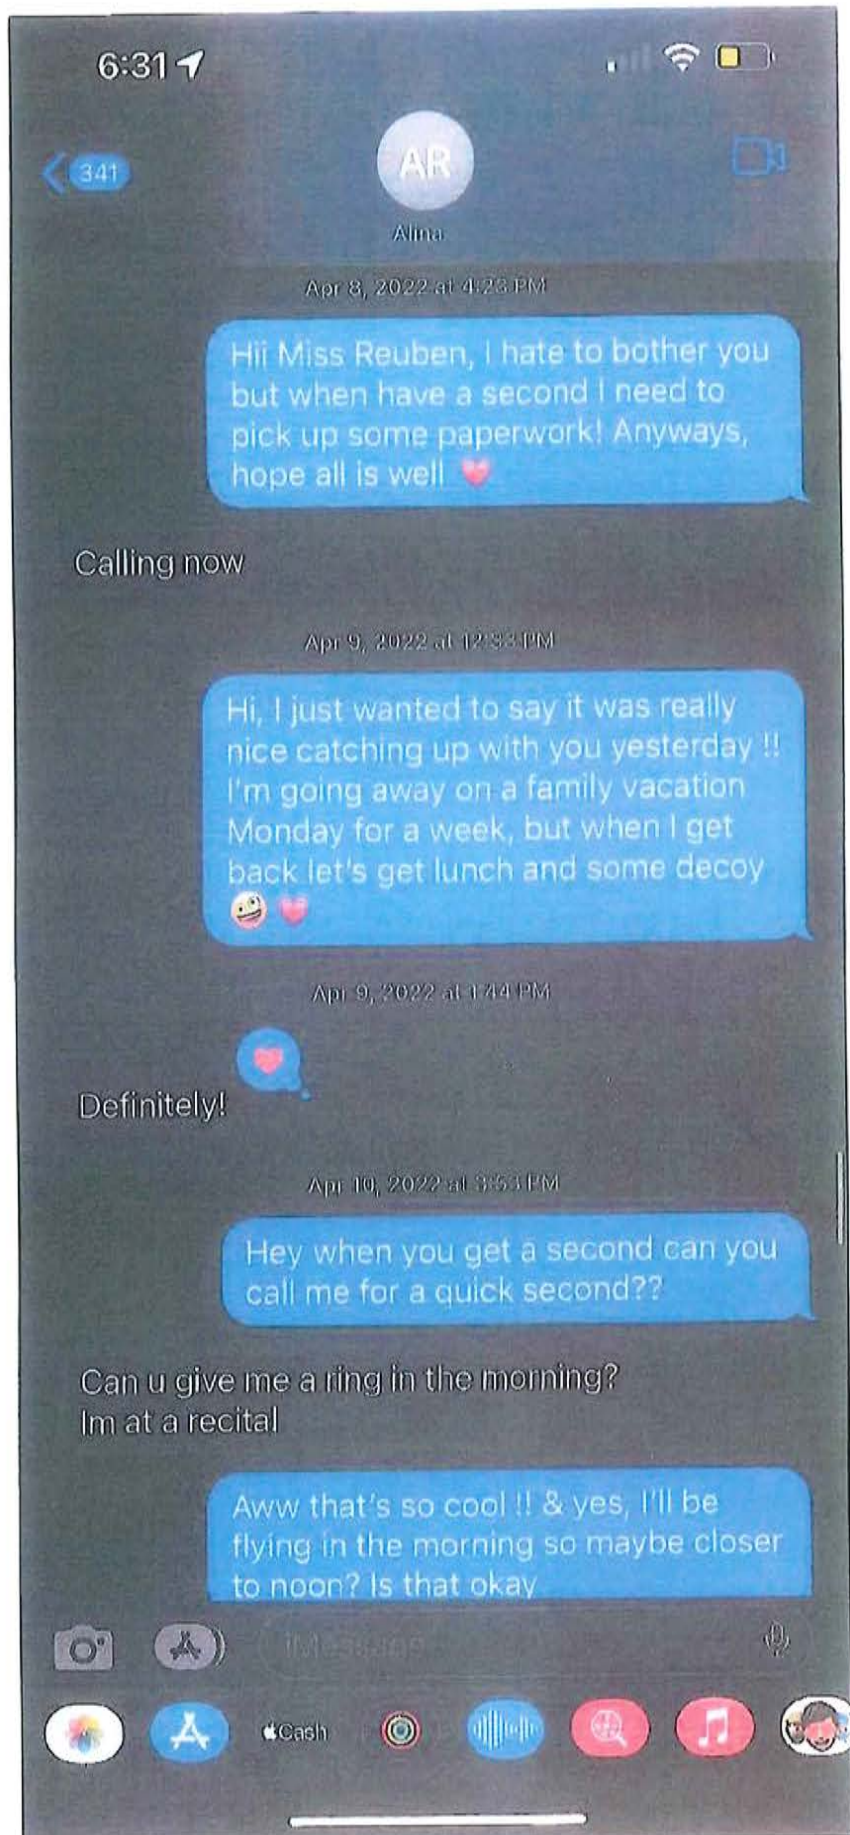 6:31
341
AR
Alina
Apr 8, 2022 at 4:23 PM
Hii Miss Reuben, I hate to bother you
but when have a second I need to
pick up some paperwork! Anyways,
hope all is well ❤️
Calling now
Apr 9, 2022 at 12:33 PM
Hi, I just wanted to say it was really
nice catching up with you yesterday !!
I'm going away on a family vacation
Monday for a week, but when I get
back let's get lunch and some decoy
🤪 ❤️
Apr 9, 2022 at 1:44 PM
Definitely!
Apr 10, 2022 at 3:53 PM
Hey when you get a second can you
call me for a quick second??
Can u give me a ring in the morning?
Im at a recital
Aww that's so cool !! & yes, I'll be
flying in the morning so maybe closer
to noon? Is that okay
iMessage
Cash